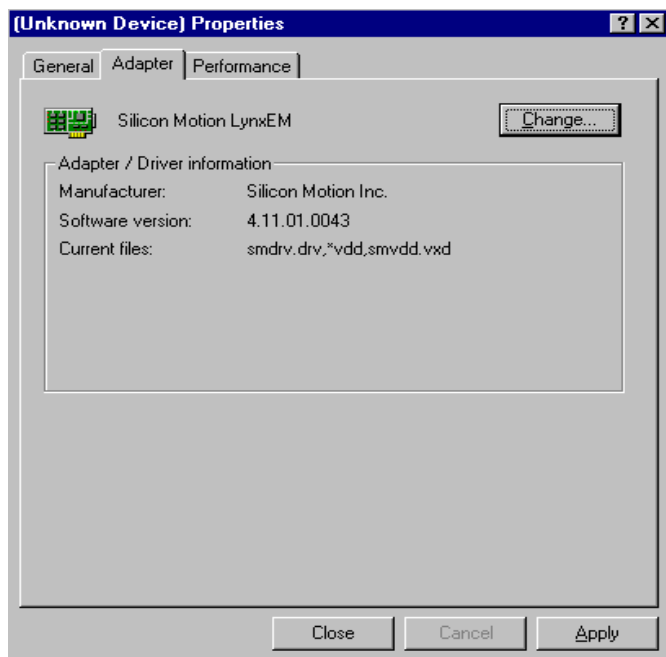 (Unknown Device) Properties
General Adapter Performance
Silicon Motion LynxEM Change...
Adapter / Driver information
Manufacturer: Silicon Motion Inc.
Software version: 4.11.01.0043
Current files: smdrv.drv,*vdd,smvdd.vxd
Close Cancel Apply